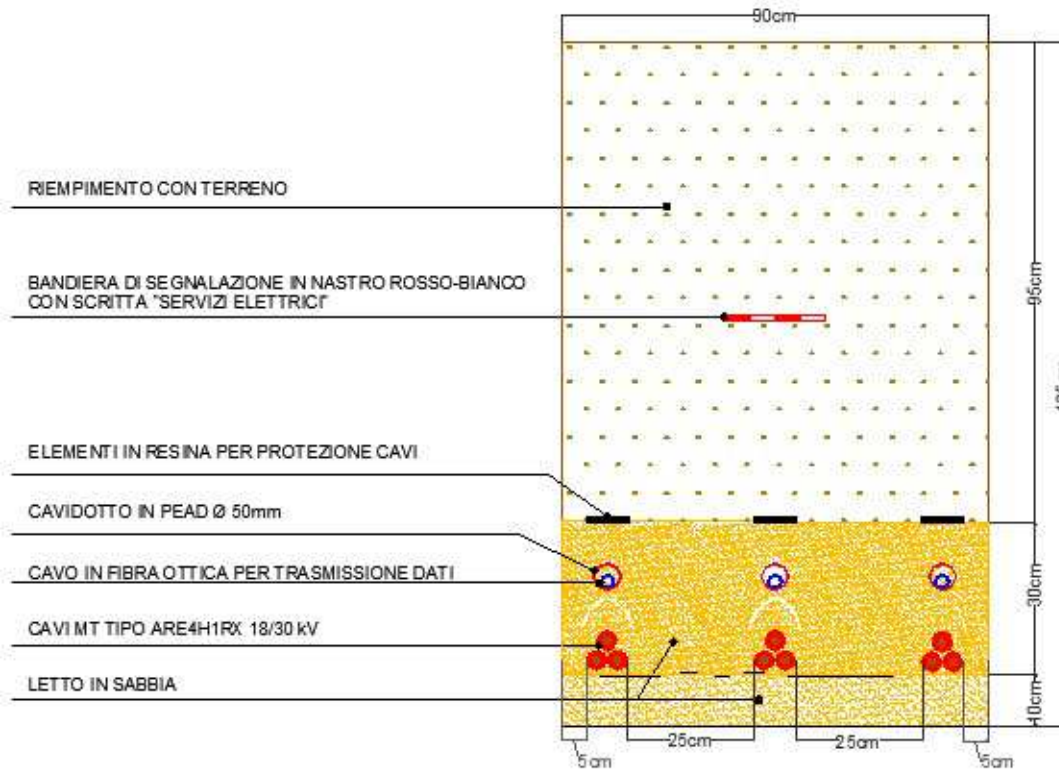 90cm
RIEMPIMENTO CON TERRENO
BANDIERA DI SEGNALAZIONE IN NASTRO ROSSO-BIANCO
CON SCRITTA "SERVIZI ELETTRICI"
95cm
ELEMENTI IN RESINA PER PROTEZIONE CAVI
CAVIDOTTO IN PEAD Ø 50mm
CAVO IN FIBRA OTTICA PER TRASMISSIONE DATI
30cm
CAVI MT TIPO ARE4H1RX 18/30 kV
LETTO IN SABBIA
10cm
25cm
25cm
5cm
5cm